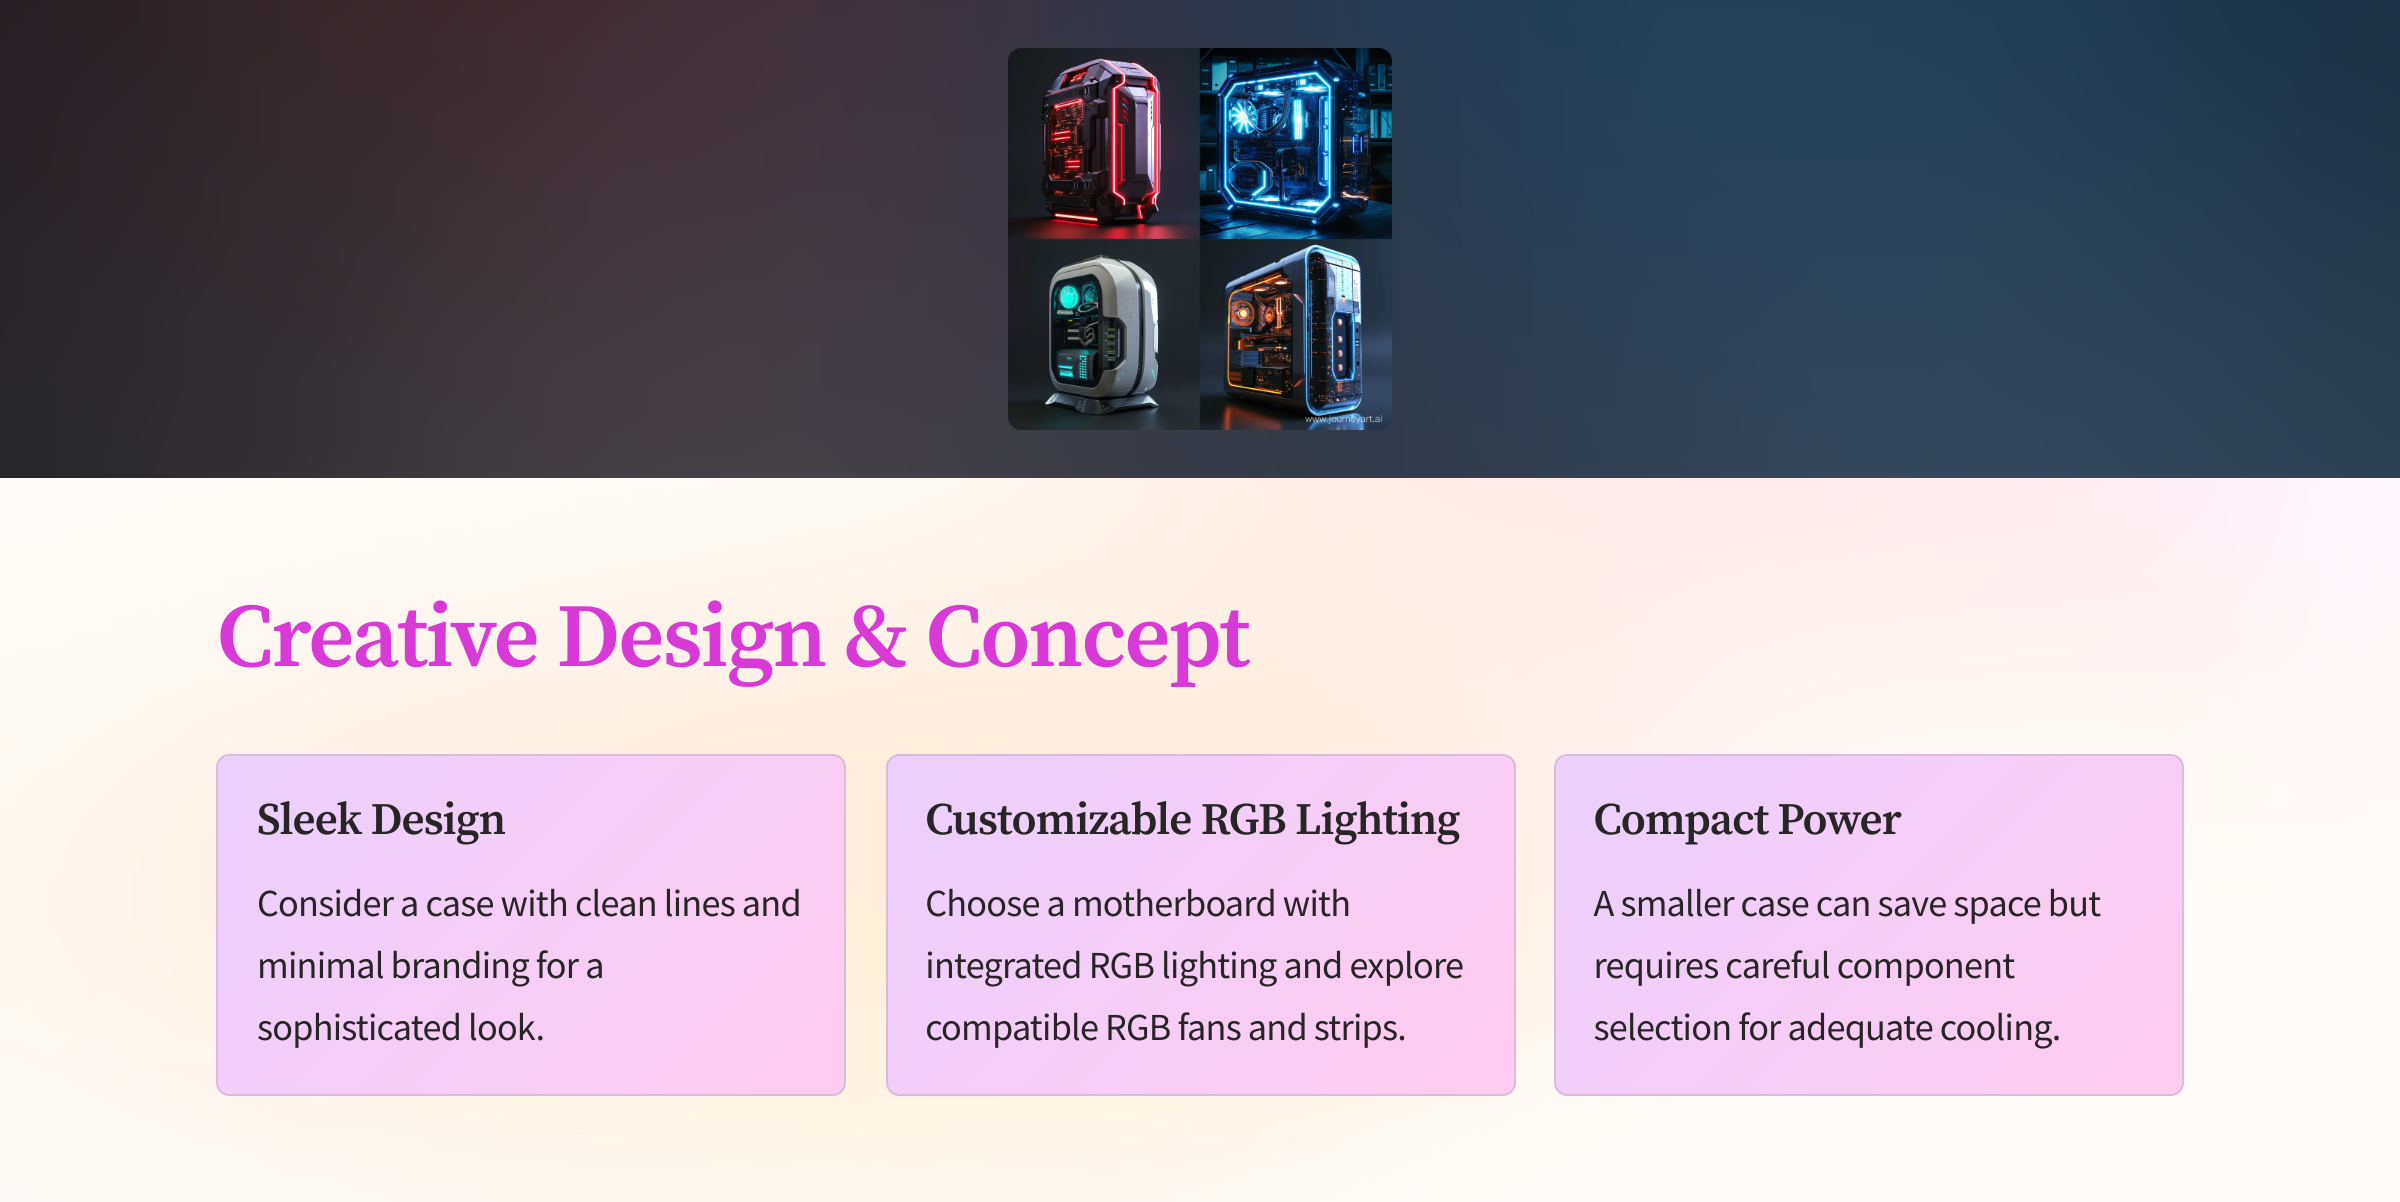 www.journeyart.ai
Creative Design & Concept
Sleek Design
Consider a case with clean lines and
minimal branding for a
sophisticated look.
Customizable RGB Lighting
Choose a motherboard with
integrated RGB lighting and explore
compatible RGB fans and strips.
Compact Power
A smaller case can save space but
requires careful component
selection for adequate cooling.